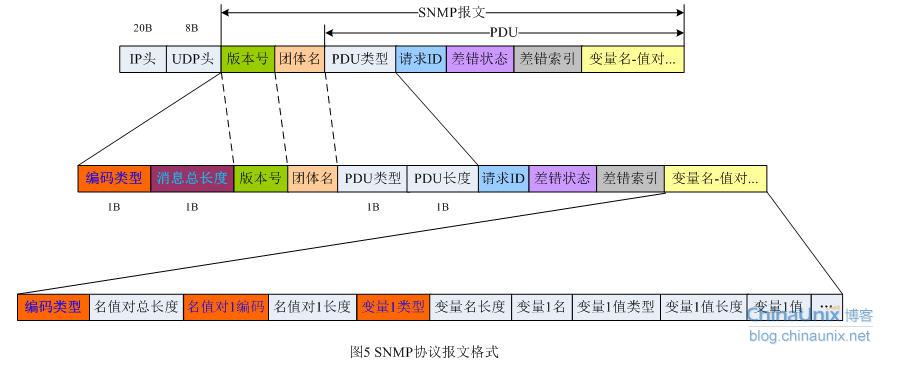 SNMP报文
20B 8B PDU
IP头 UDP头 版本号 团体名 PDU类型 请求ID 差错状态 差错索引 变量名-值对...
编码类型 消息总长度 版本号 团体名 PDU类型 PDU长度 请求ID 差错状态 差错索引 变量名-值对...
1B 1B 1B 1B
编码类型 名值对总长度 名值对1编码 名值对1长度 变量1类型 变量名长度 变量1名 变量1值类型 变量1值长度 变量1值 ...
ChinaUnix博客
blog.chinaunix.net
图5 SNMP协议报文格式